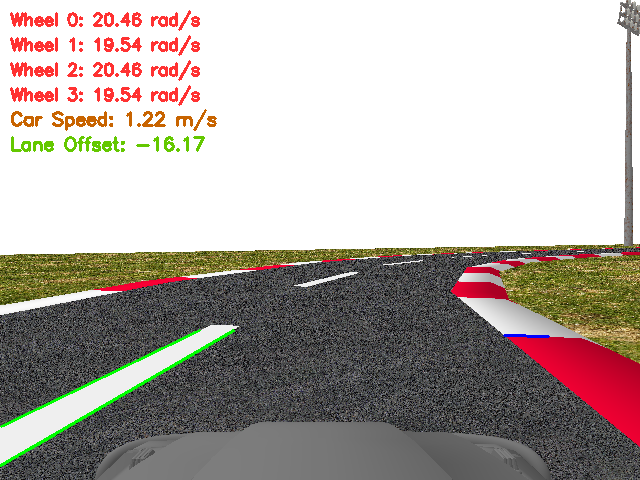 Wheel 0: 20.46 rad/s
Wheel 1: 19.54 rad/s
Wheel 2: 20.46 rad/s
Wheel 3: 19.54 rad/s
Car Speed: 1.22 m/s
Lane Offset: -16.17